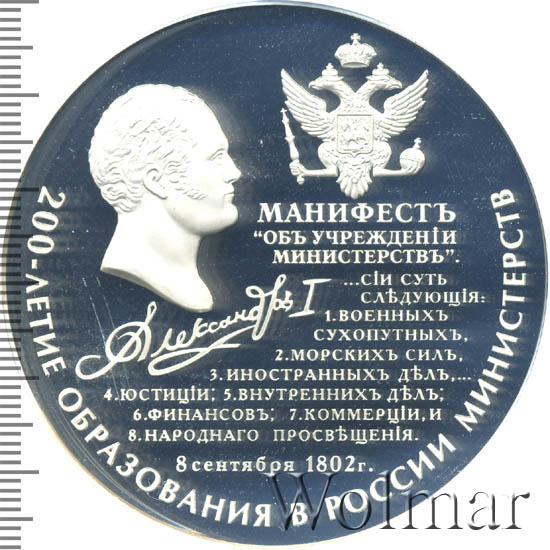 200-ЛЕТИЕ ОБРАЗОВАНИЯ В РОССИИ МИНИСТЕРСТВ
МАНИФЕСТЪ
"ОБЪ УЧРЕЖДЕНIИ
МИНИСТЕРСТВЪ".
...СIИ СУТЬ
СЛѢДУЮЩIЯ:
1.ВОЕННЫХЪ
СУХОПУТНЫХЪ,
2.МОРСКИХЪ СИЛЪ,
3.ИНОСТРАННЫХЪ ДѢЛЪ,...
4.ЮСТИЦIИ; 5.ВНУТРЕННИХЪ ДѢЛЪ;
6.ФИНАНСОВЪ; 7.КОММЕРЦIИ, И
8.НАРОДНАГО ПРОСВѢЩЕНIЯ.
8 сентября 1802г.
Александръ I
Wolmar